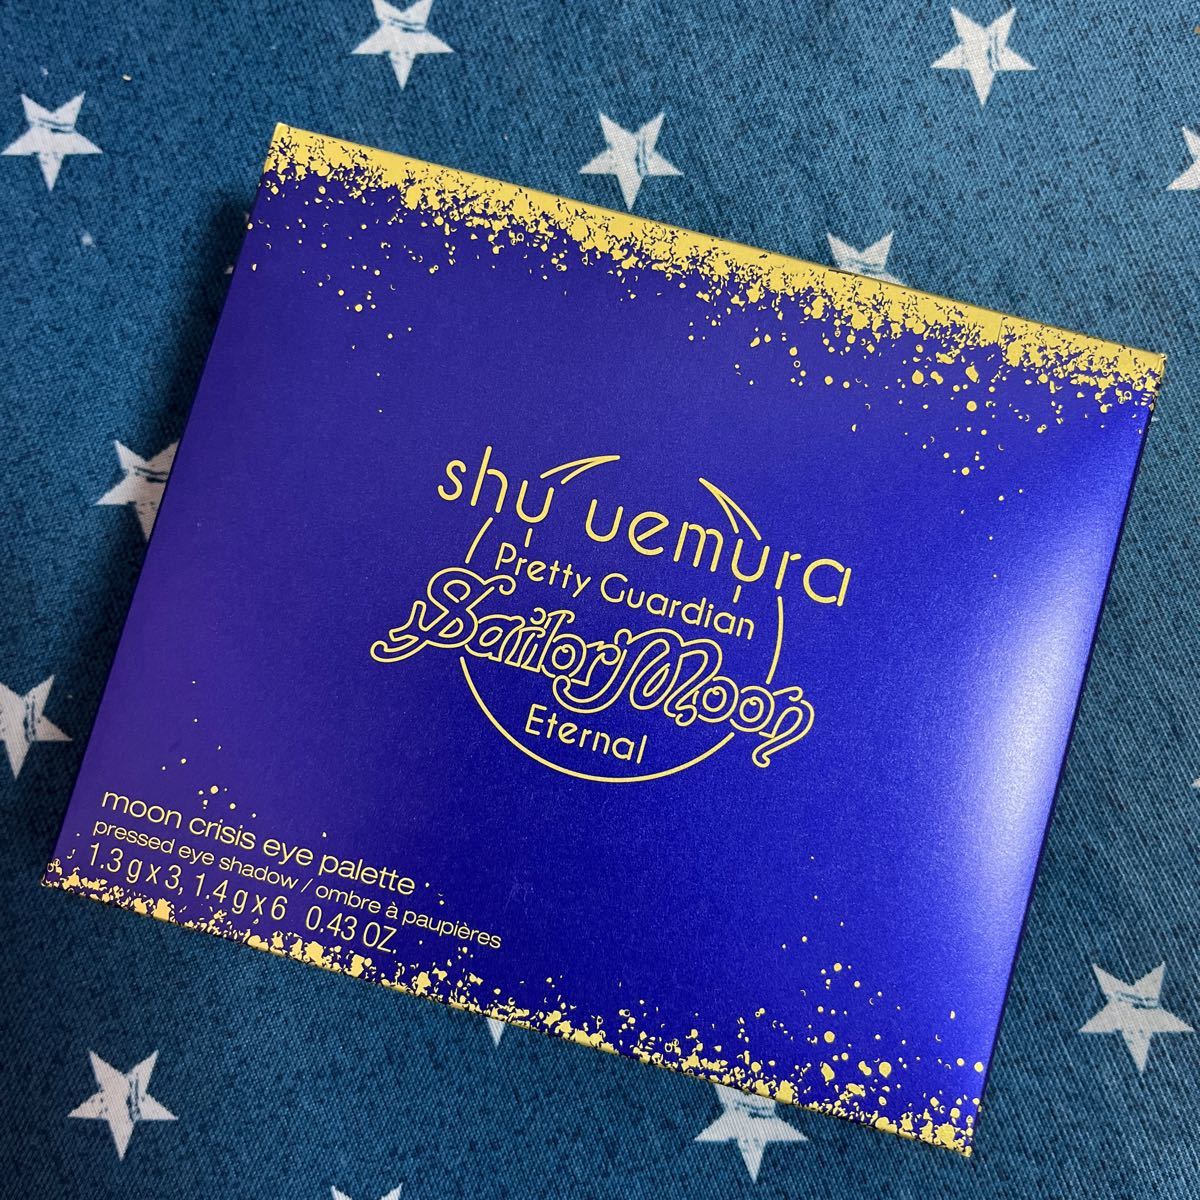 shu uemura
Pretty Guardian
Sailor Moon
Eternal
moon crisis eye palette
pressed eye shadow / ombre à paupières
1.3 g x 3, 1.4 g x 6 0.43 OZ.